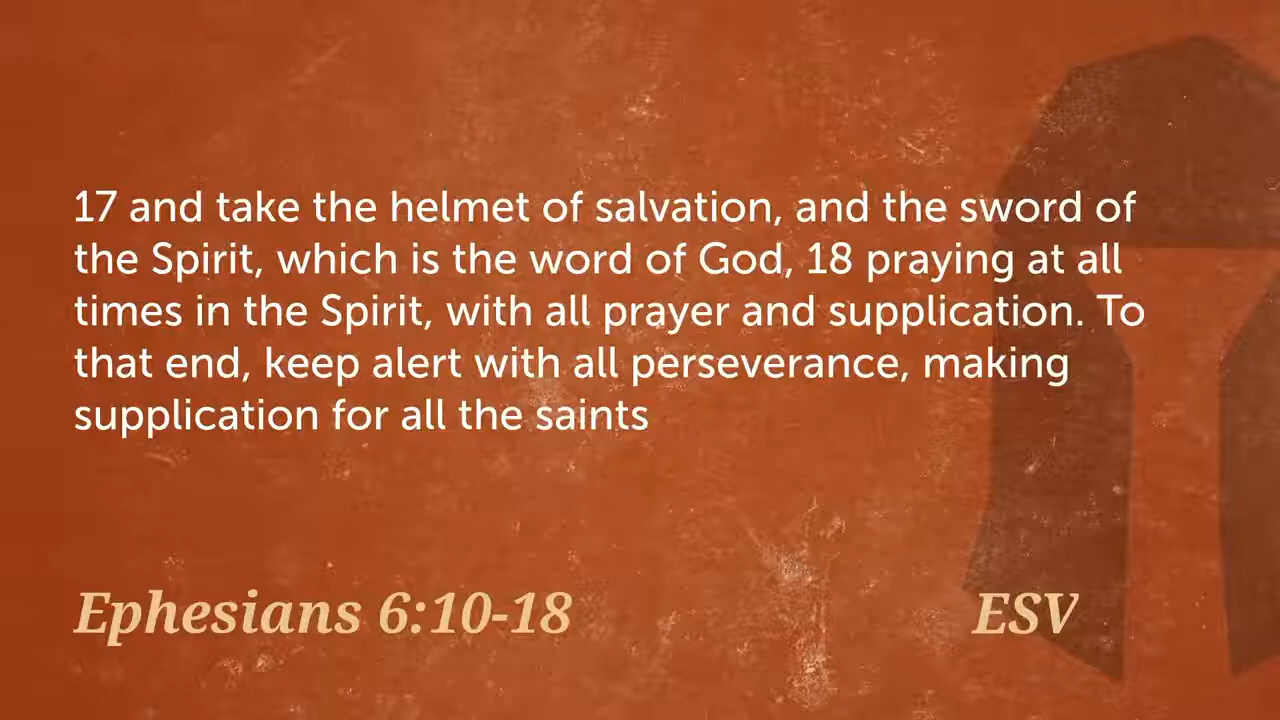 17 and take the helmet of salvation, and the sword of
the Spirit, which is the word of God, 18 praying at all
times in the Spirit, with all prayer and supplication. To
that end, keep alert with all perseverance, making
supplication for all the saints
Ephesians 6:10-18 ESV